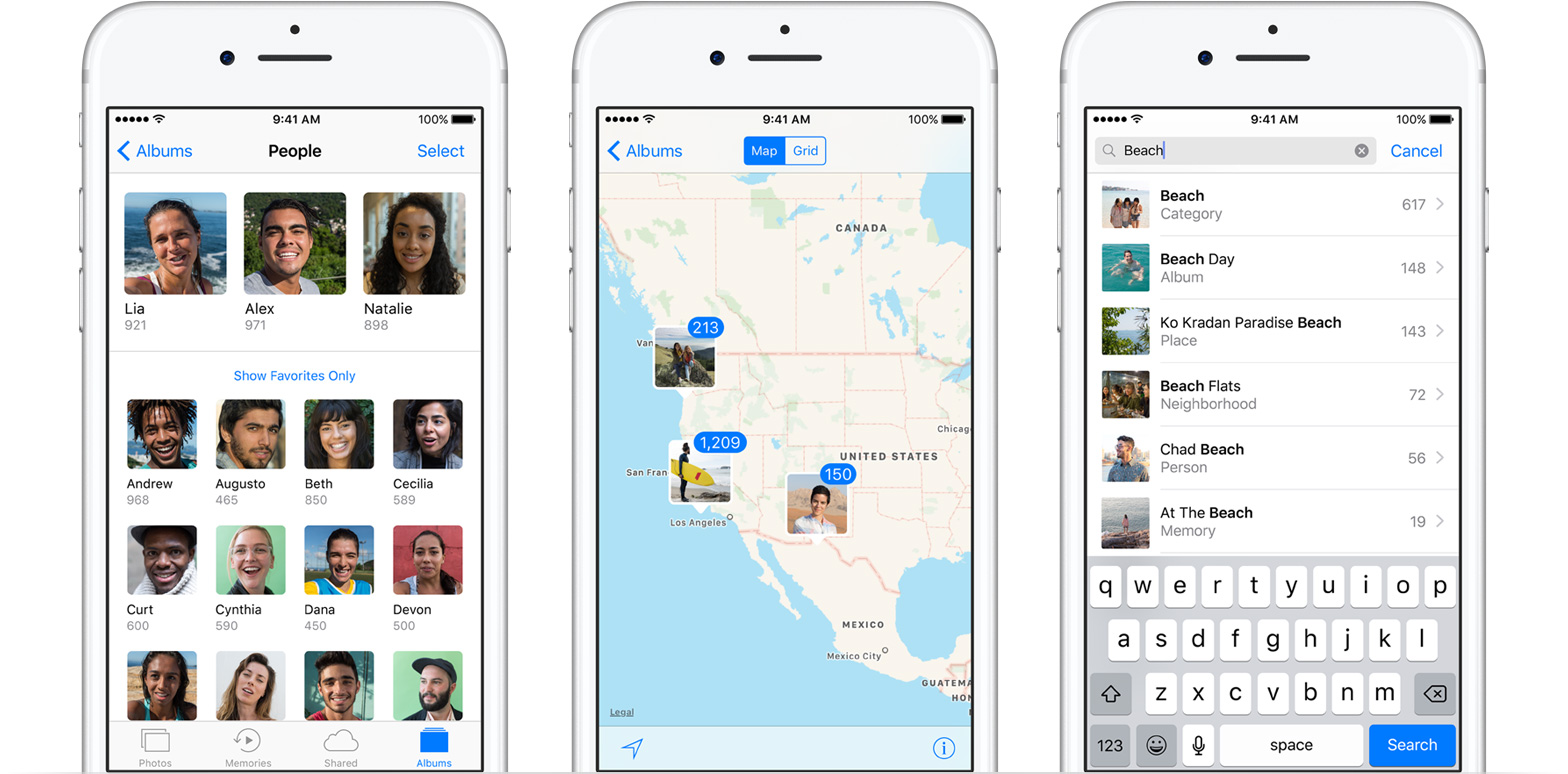 9:41 AM 100%
Albums People Select
Lia Alex Natalie
921 971 898
Show Favorites Only
Andrew Augusto Beth Cecilia
968 465 850 589
Curt Cynthia Dana Devon
600 590 450 500
Photos Memories Shared Albums
9:41 AM 100%
Albums Map Grid
CANADA
213
Van
Chicag
1,209
UNITED STATES
150
San Fran
Los Angeles
MEXICO
Mexico City
GUATEMA
HON
Legal
9:41 AM 100%
Beach Cancel
Beach
Category
617
Beach Day
Album
148
Ko Kradan Paradise Beach
Place
143
Beach Flats
Neighborhood
72
Chad Beach
Person
56
At The Beach
Memory
19
q w e r t y u i o p
a s d f g h j k l
z x c v b n m
123 space Search